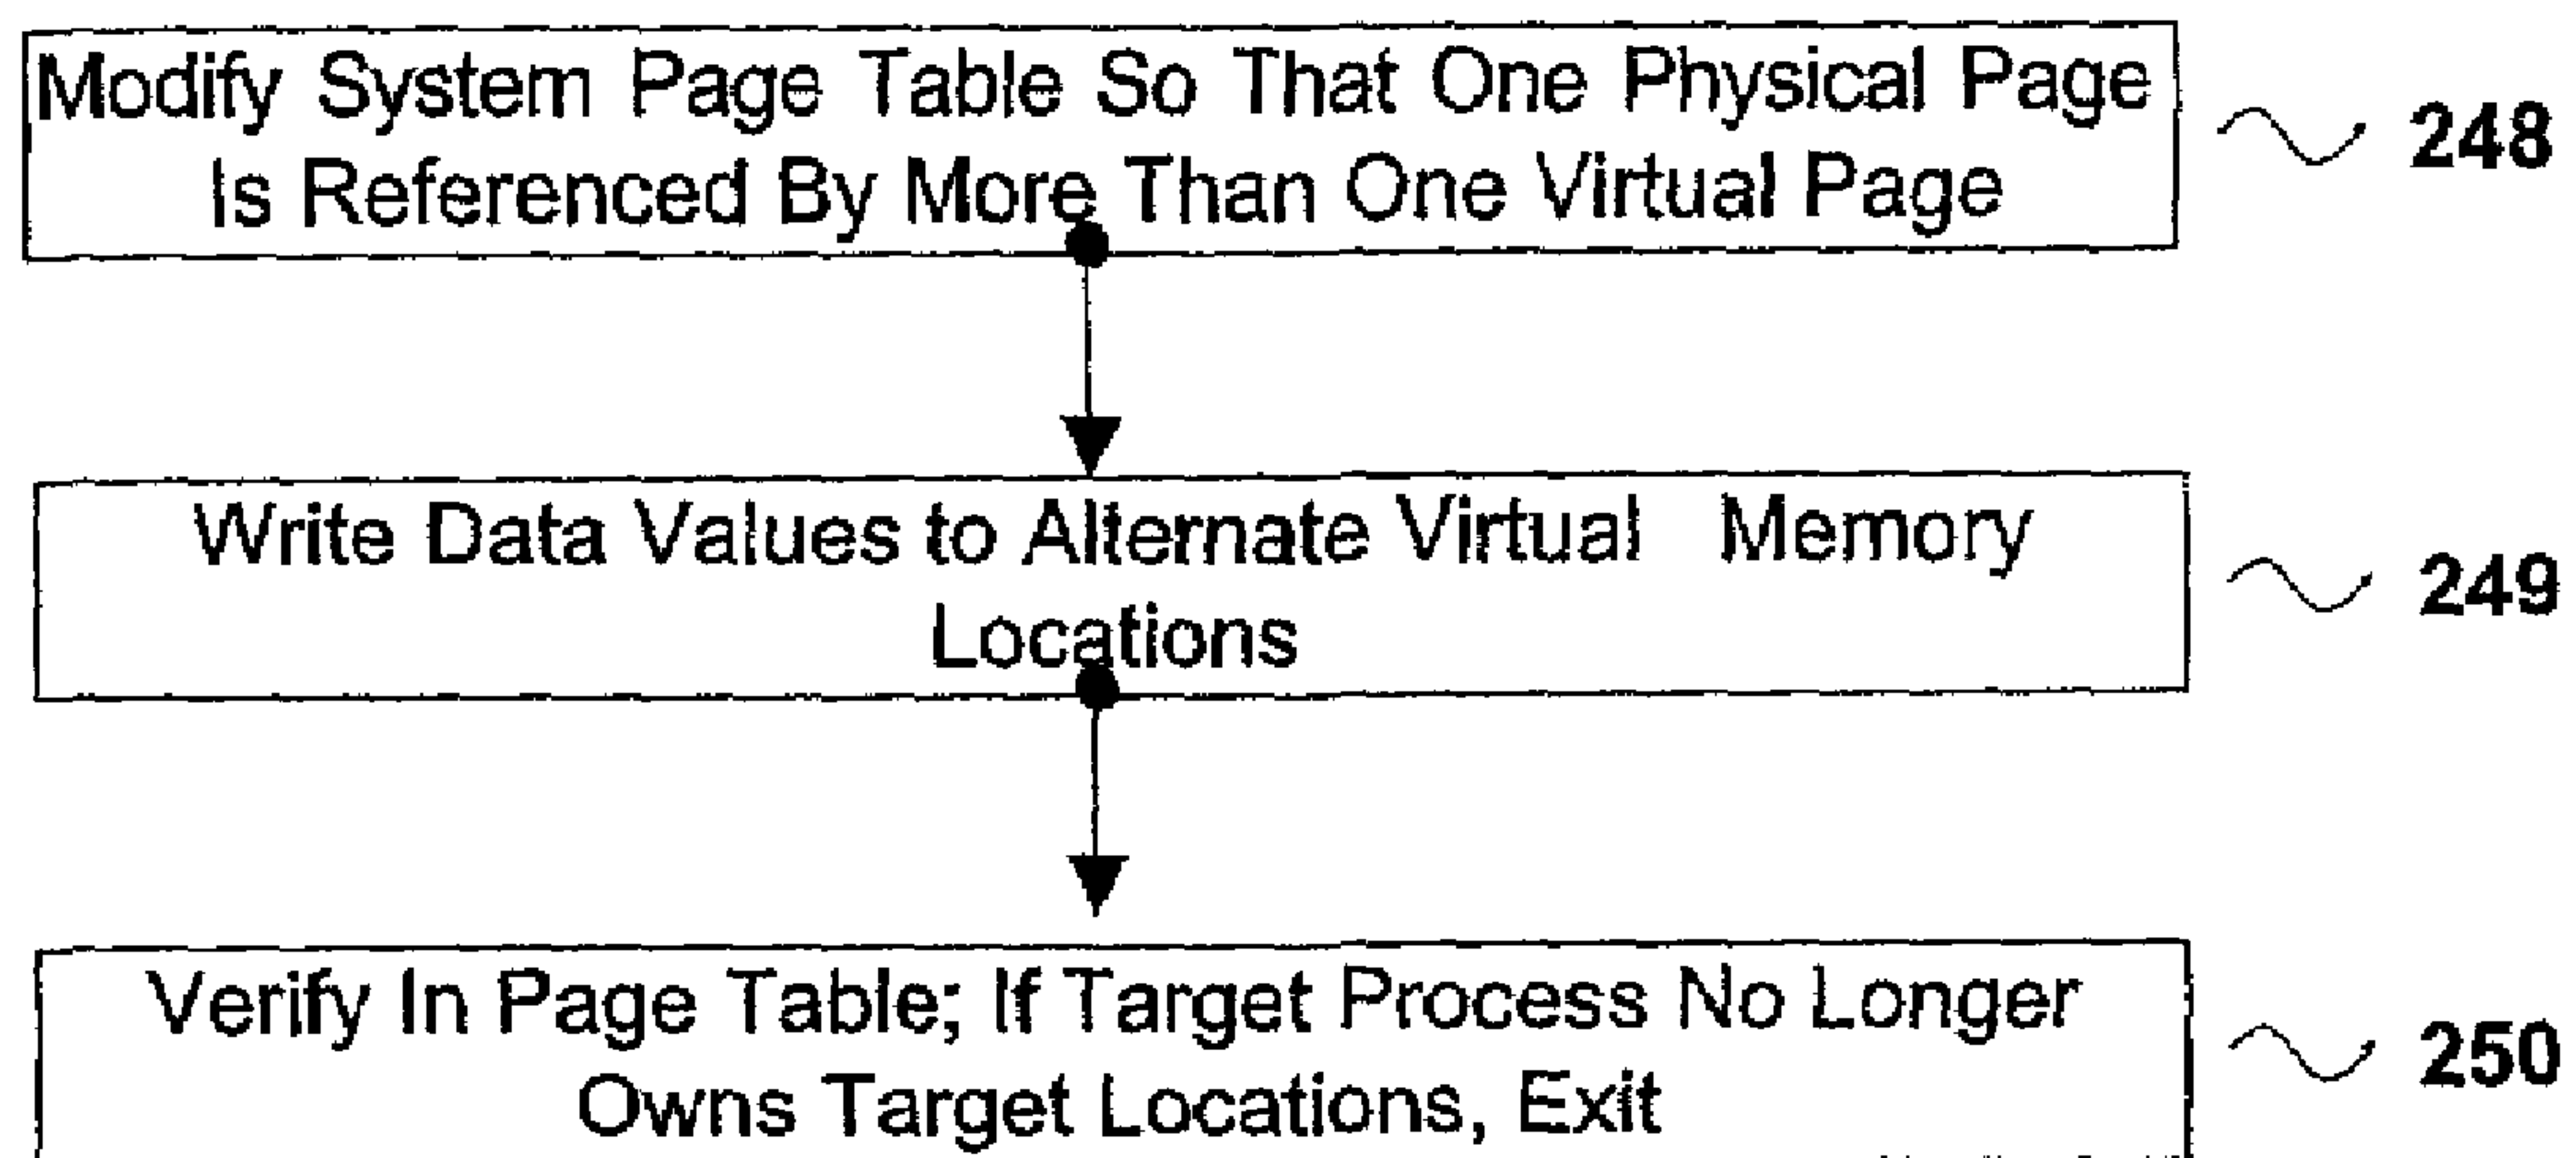 Modify System Page Table So That One Physical Page
Is Referenced By More Than One Virtual Page
248
Write Data Values to Alternate Virtual Memory
Locations
249
Verify In Page Table; If Target Process No Longer
Owns Target Locations, Exit
250